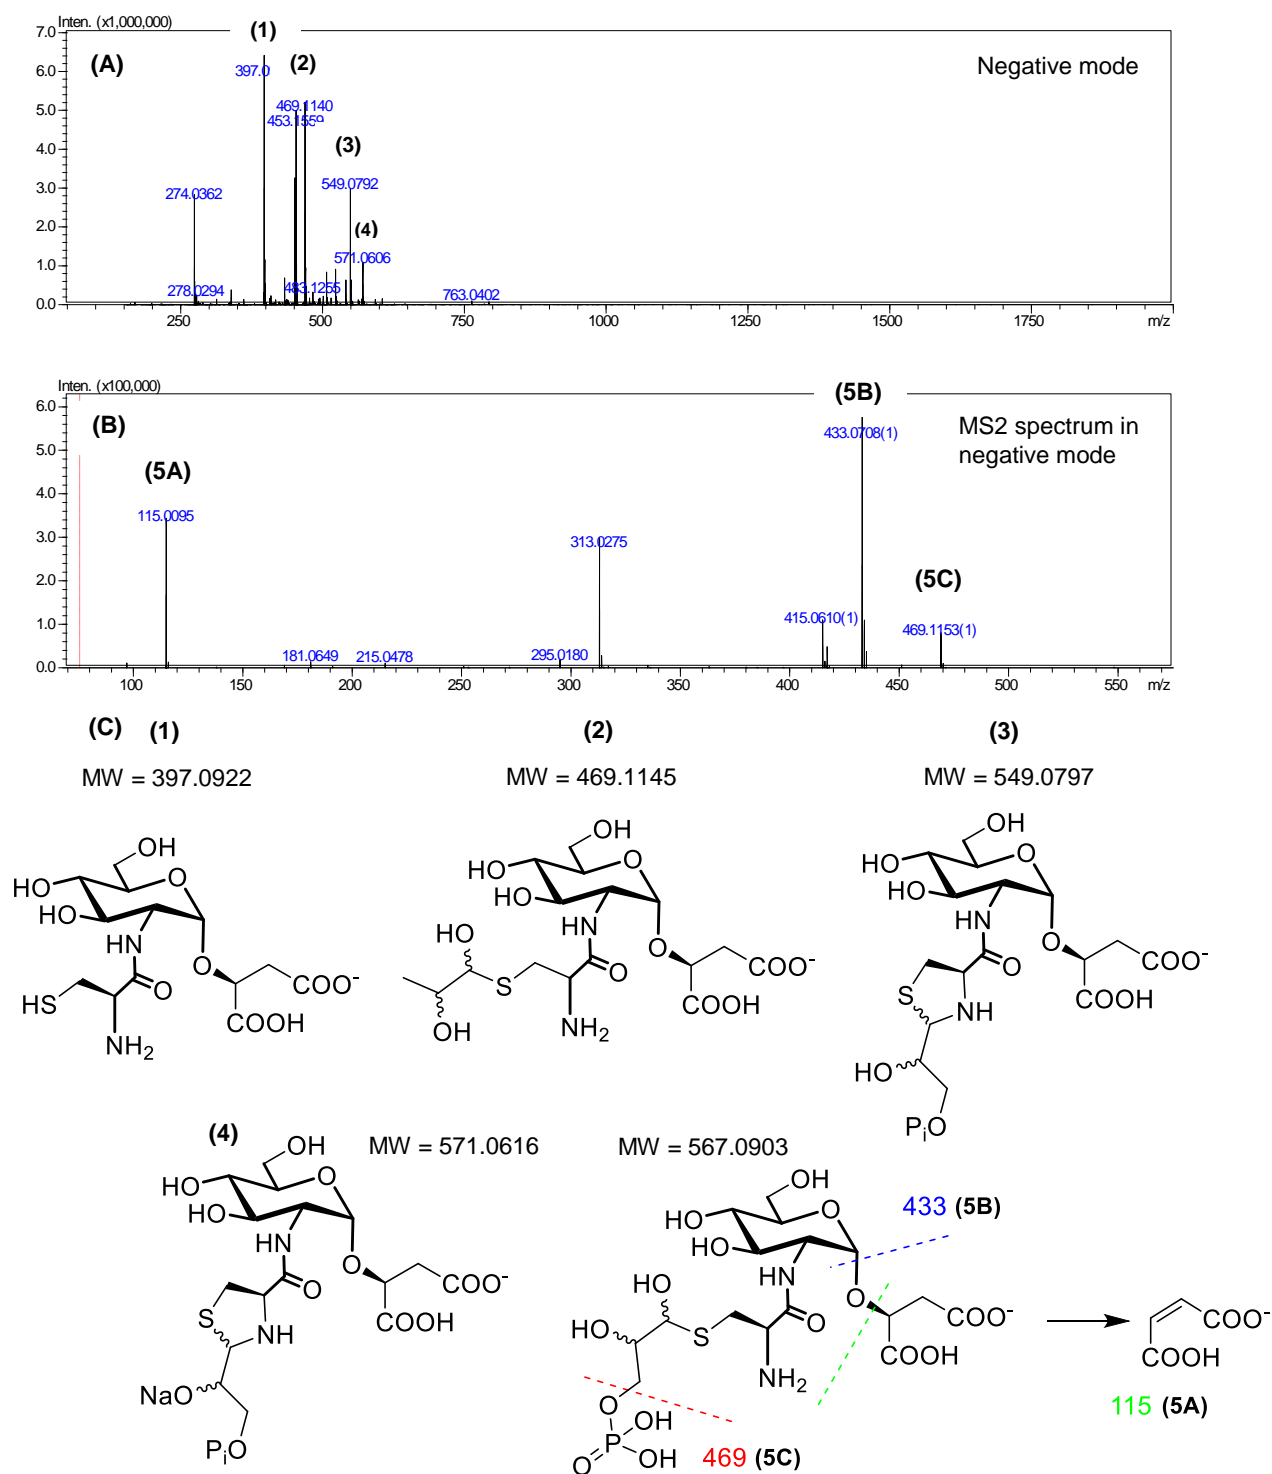 Inten. (x1,000,000)
(A)
(1)
(2)
(3)
(4)
Negative mode
7.0
6.0
5.0
4.0
3.0
2.0
1.0
0.0
397.0
469.1140
453.1559
549.0792
274.0362
571.0606
278.0294
483.1255
763.0402
250
500
750
1000
1250
1500
1750
m/z
Inten. (x100,000)
(B)
(5A)
(5B)
(5C)
MS2 spectrum in
negative mode
6.0
5.0
4.0
3.0
2.0
1.0
0.0
433.0708(1)
115.0095
313.0275
415.0610(1)
469.1153(1)
181.0649
215.0478
295.0180
100
150
200
250
300
350
400
450
500
550
m/z
(C)
(1)
(2)
(3)
MW = 397.0922
MW = 469.1145
MW = 549.0797
OH
O
HO
HO
HN
O
O
COO-
COOH
HS
NH2
OH
O
HO
HO
HN
O
O
COO-
COOH
HO
S
OH
NH2
OH
O
HO
HO
HN
O
O
COO-
COOH
S
NH
HO
O
Pi
(4)
MW = 571.0616
MW = 567.0903
OH
O
HO
HO
HN
O
O
COO-
COOH
S
NH
NaO
O
Pi
HO
O
HO
HO
HN
O
O
COO-
COOH
HO
HO
S
NH2
O
P
OH
OH
O
433 (5B)
469 (5C)
COO-
COOH
115 (5A)